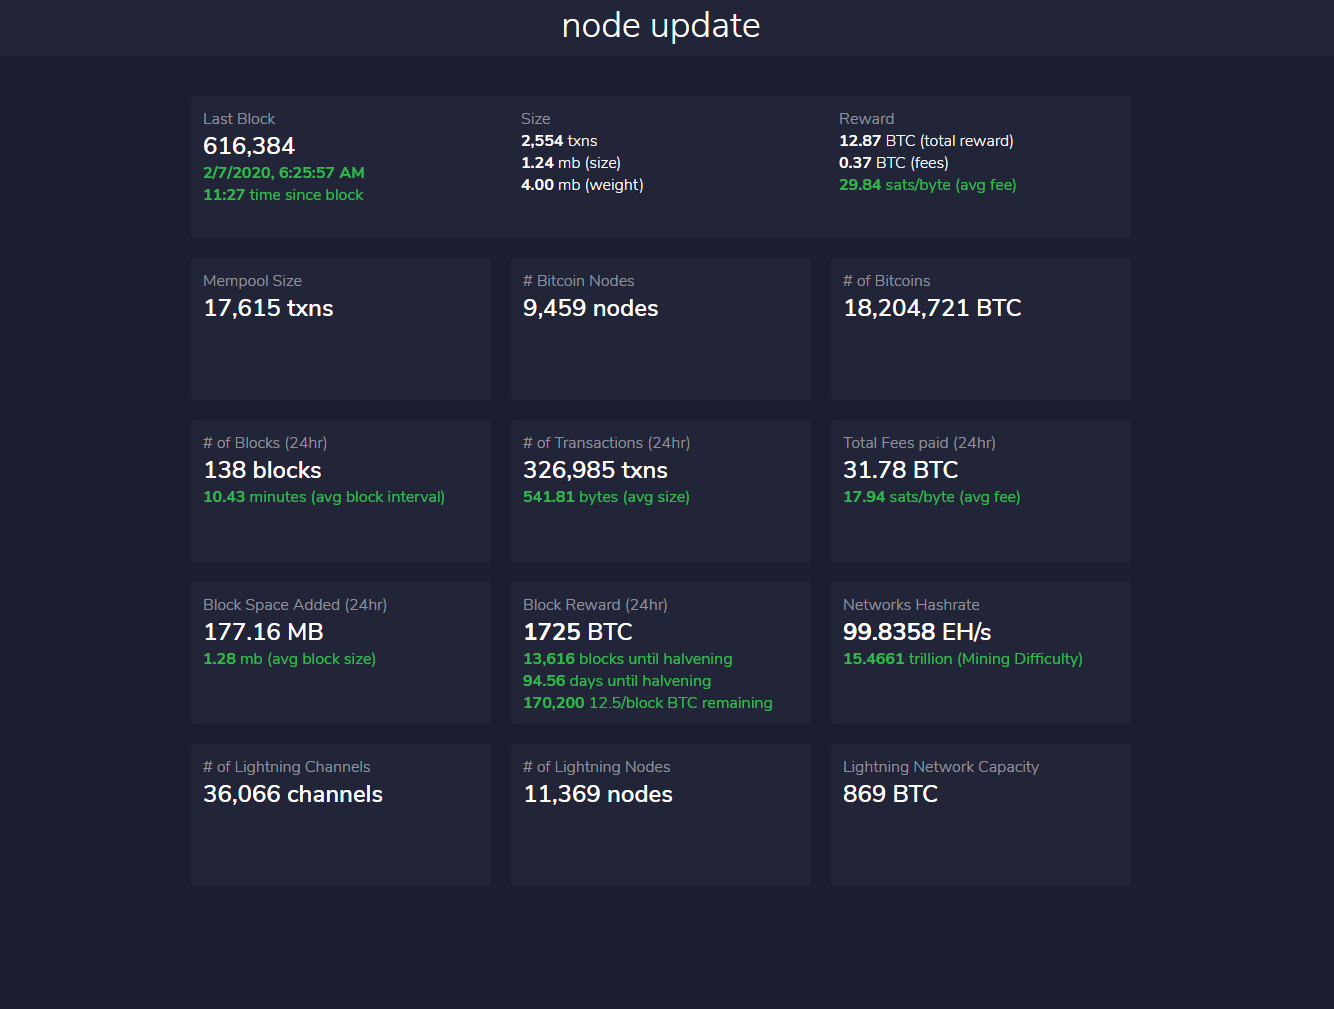 node update
Last Block
616,384
2/7/2020, 6:25:57 AM
11:27 time since block
Size
2,554 txns
1.24 mb (size)
4.00 mb (weight)
Reward
12.87 BTC (total reward)
0.37 BTC (fees)
29.84 sats/byte (avg fee)
Mempool Size
17,615 txns
# Bitcoin Nodes
9,459 nodes
# of Bitcoins
18,204,721 BTC
# of Blocks (24hr)
138 blocks
10.43 minutes (avg block interval)
# of Transactions (24hr)
326,985 txns
541.81 bytes (avg size)
Total Fees paid (24hr)
31.78 BTC
17.94 sats/byte (avg fee)
Block Space Added (24hr)
177.16 MB
1.28 mb (avg block size)
Block Reward (24hr)
1725 BTC
13,616 blocks until halvening
94.56 days until halvening
170,200 12.5/block BTC remaining
Networks Hashrate
99.8358 EH/s
15.4661 trillion (Mining Difficulty)
# of Lightning Channels
36,066 channels
# of Lightning Nodes
11,369 nodes
Lightning Network Capacity
869 BTC